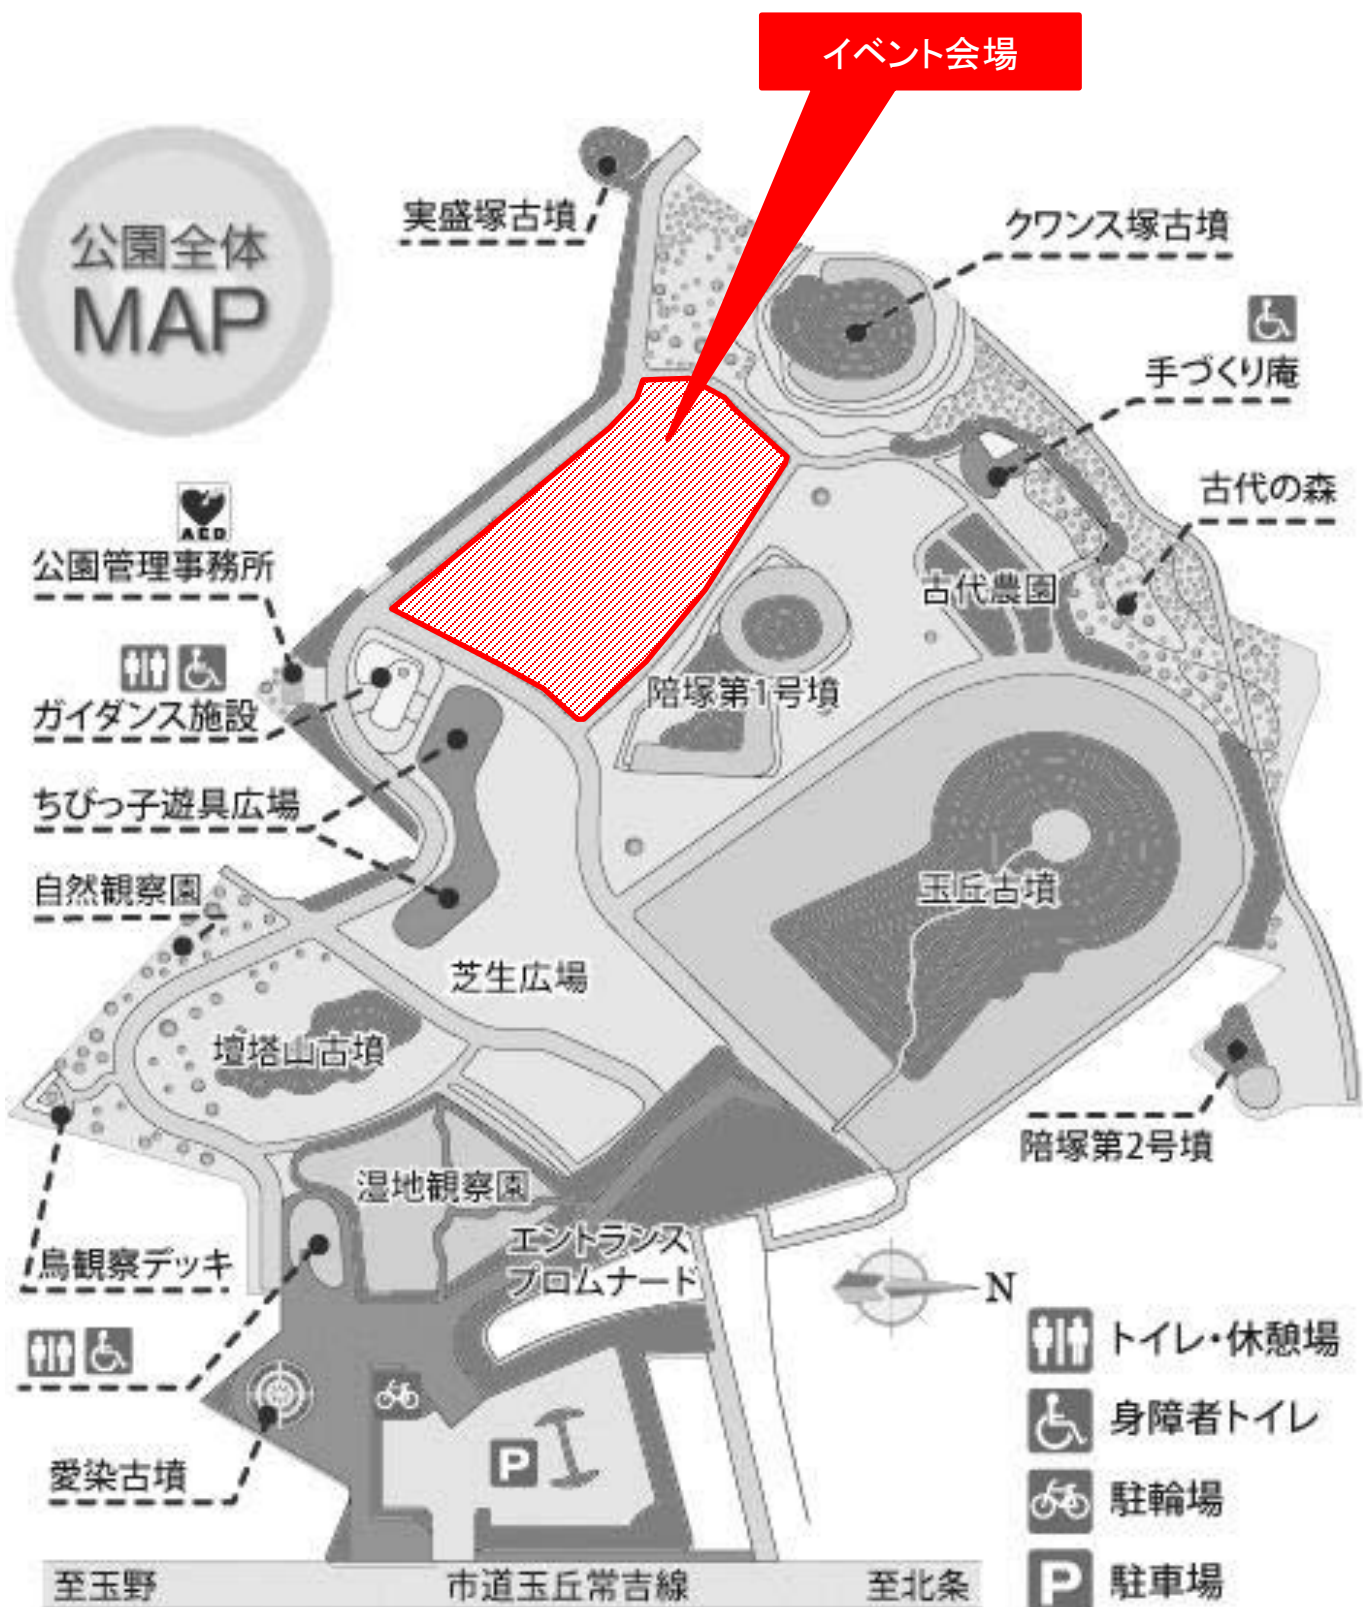 イベント会場
公園全体
MAP
実盛塚古墳
クワンス塚古墳
手づくり庵
古代の森
AED
公園管理事務所
古代農園
ガイダンス施設
陪塚第1号墳
ちびっ子遊具広場
自然観察園
玉丘古墳
芝生広場
壇塔山古墳
陪塚第2号墳
湿地観察園
エントランス
プロムナード
鳥観察デッキ
N
トイレ・休憩場
身障者トイレ
愛染古墳
P
駐輪場
P
駐車場
至玉野
市道玉丘常吉線
至北条